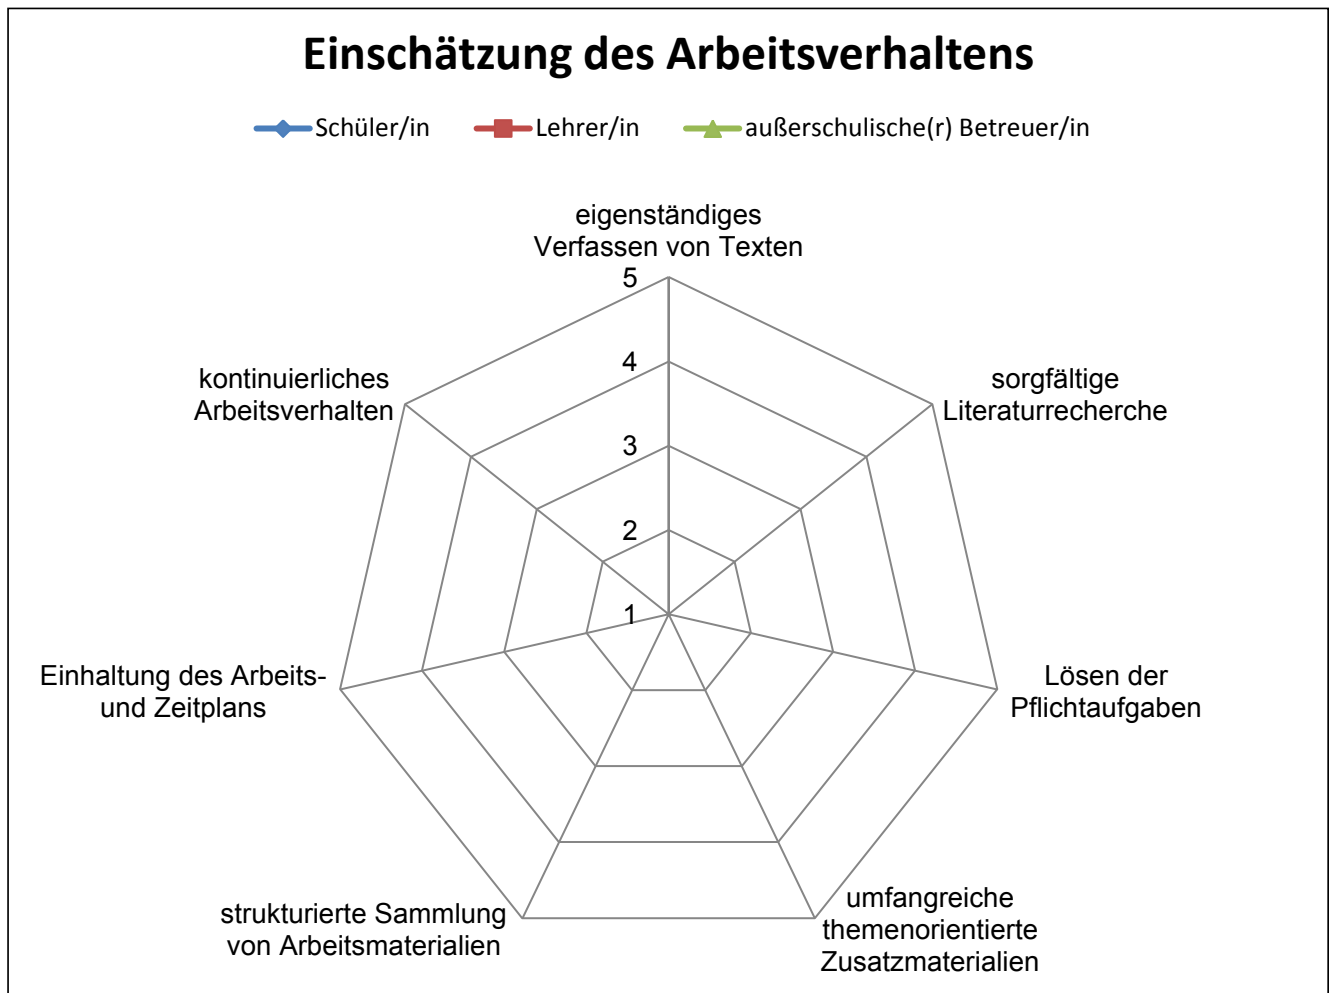 Einschätzung des Arbeitsverhaltens
Schüler/in Lehrer/in außerschulische(r) Betreuer/in
eigenständiges
Verfassen von Texten
5
4
3
2
1
sorgfältige
Literaturrecherche
Lösen der
Pflichtaufgaben
umfangreiche
themenorientierte
Zusatzmaterialien
strukturierte Sammlung
von Arbeitsmaterialien
Einhaltung des Arbeits-
und Zeitplans
kontinuierliches
Arbeitsverhalten